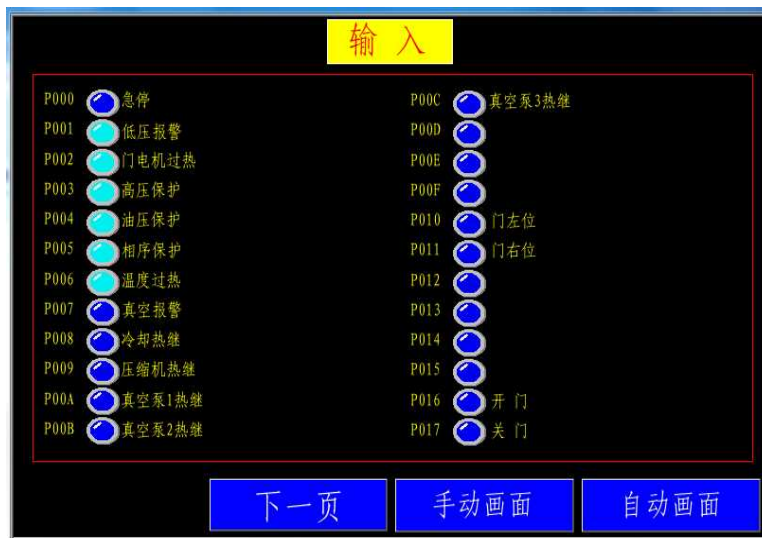 输 入
P000 急停
P001 低压报警
P002 门电机过热
P003 高压保护
P004 油压保护
P005 相序保护
P006 温度过热
P007 真空报警
P008 冷却热继
P009 压缩机热继
P00A 真空泵1热继
P00B 真空泵2热继
P00C 真空泵3热继
P00D
P00E
P00F
P010 门左位
P011 门右位
P012
P013
P014
P015
P016 开 门
P017 关 门
下一页 手动画面 自动画面